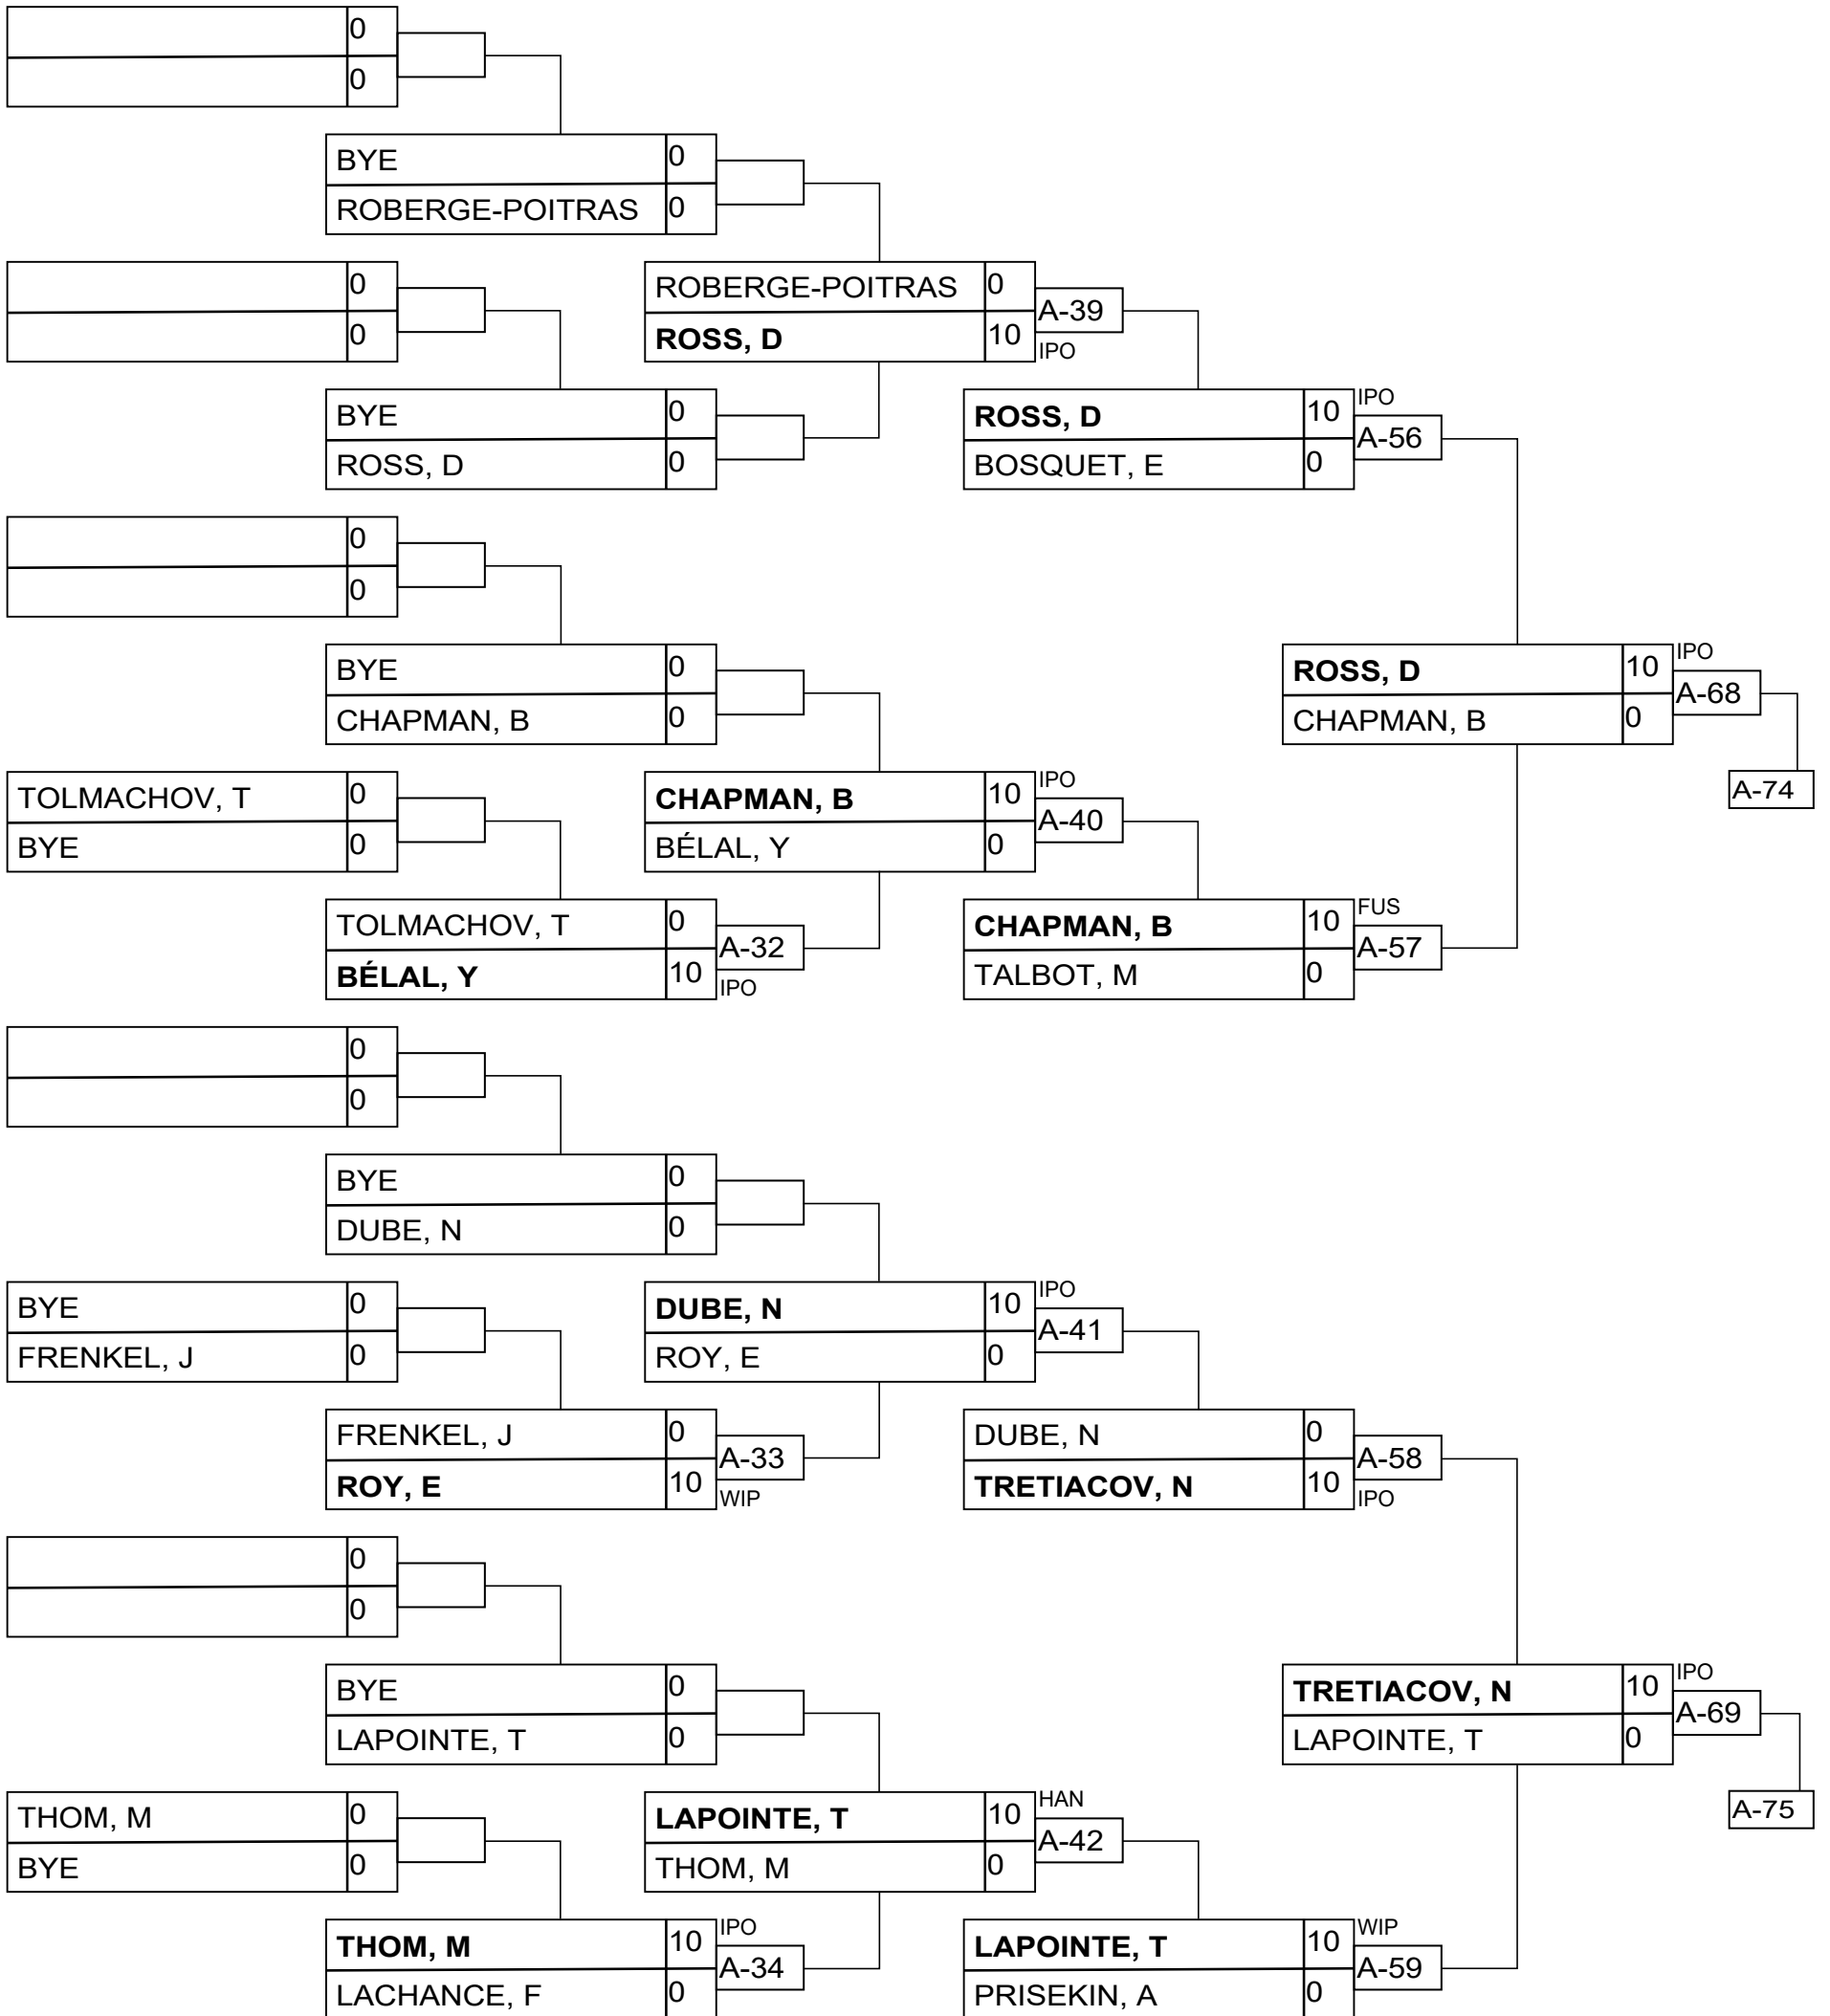 0
0
BYE 0
ROBERGE-POITRAS 0
0
0
ROBERGE-POITRAS 0
A-39
ROSS, D 10
IPO
BYE 0
ROSS, D 0
ROSS, D 10
IPO
A-56
BOSQUET, E 0
0
0
BYE 0
CHAPMAN, B 0
ROSS, D 10
IPO
A-68
CHAPMAN, B 0
A-74
TOLMACHOV, T 0
BYE 0
CHAPMAN, B 10
IPO
A-40
BÉLAL, Y 0
TOLMACHOV, T 0
A-32
BÉLAL, Y 10
IPO
CHAPMAN, B 10
FUS
A-57
TALBOT, M 0
0
0
BYE 0
DUBE, N 0
BYE 0
FRENKEL, J 0
DUBE, N 10
IPO
A-41
ROY, E 0
FRENKEL, J 0
A-33
ROY, E 10
WIP
DUBE, N 0
A-58
TRETIACOV, N 10
IPO
0
0
BYE 0
LAPOINTE, T 0
TRETIACOV, N 10
IPO
A-69
LAPOINTE, T 0
A-75
THOM, M 0
BYE 0
LAPOINTE, T 10
HAN
A-42
THOM, M 0
THOM, M 10
IPO
A-34
LACHANCE, F 0
LAPOINTE, T 10
WIP
A-59
PRISEKIN, A 0